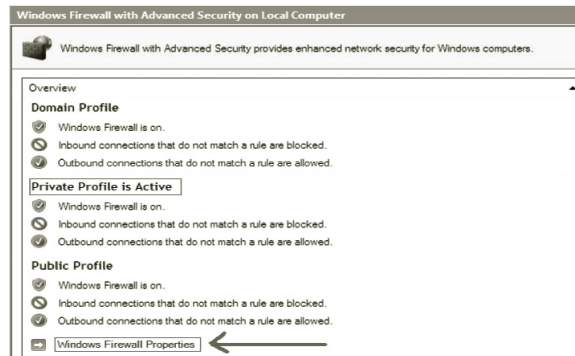 Windows Firewall with Advanced Security on Local Computer
Windows Firewall with Advanced Security provides enhanced network security for Windows computers.
Overview
Domain Profile
Windows Firewall is on.
Inbound connections that do not match a rule are blocked.
Outbound connections that do not match a rule are allowed.
Private Profile is Active
Windows Firewall is on.
Inbound connections that do not match a rule are blocked.
Outbound connections that do not match a rule are allowed.
Public Profile
Windows Firewall is on.
Inbound connections that do not match a rule are blocked.
Outbound connections that do not match a rule are allowed.
Windows Firewall Properties